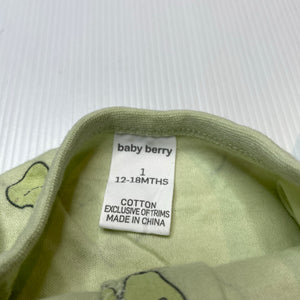 baby berry
1
12-18MTHS
COTTON
EXCLUSIVE OF TRIMS
MADE IN CHINA